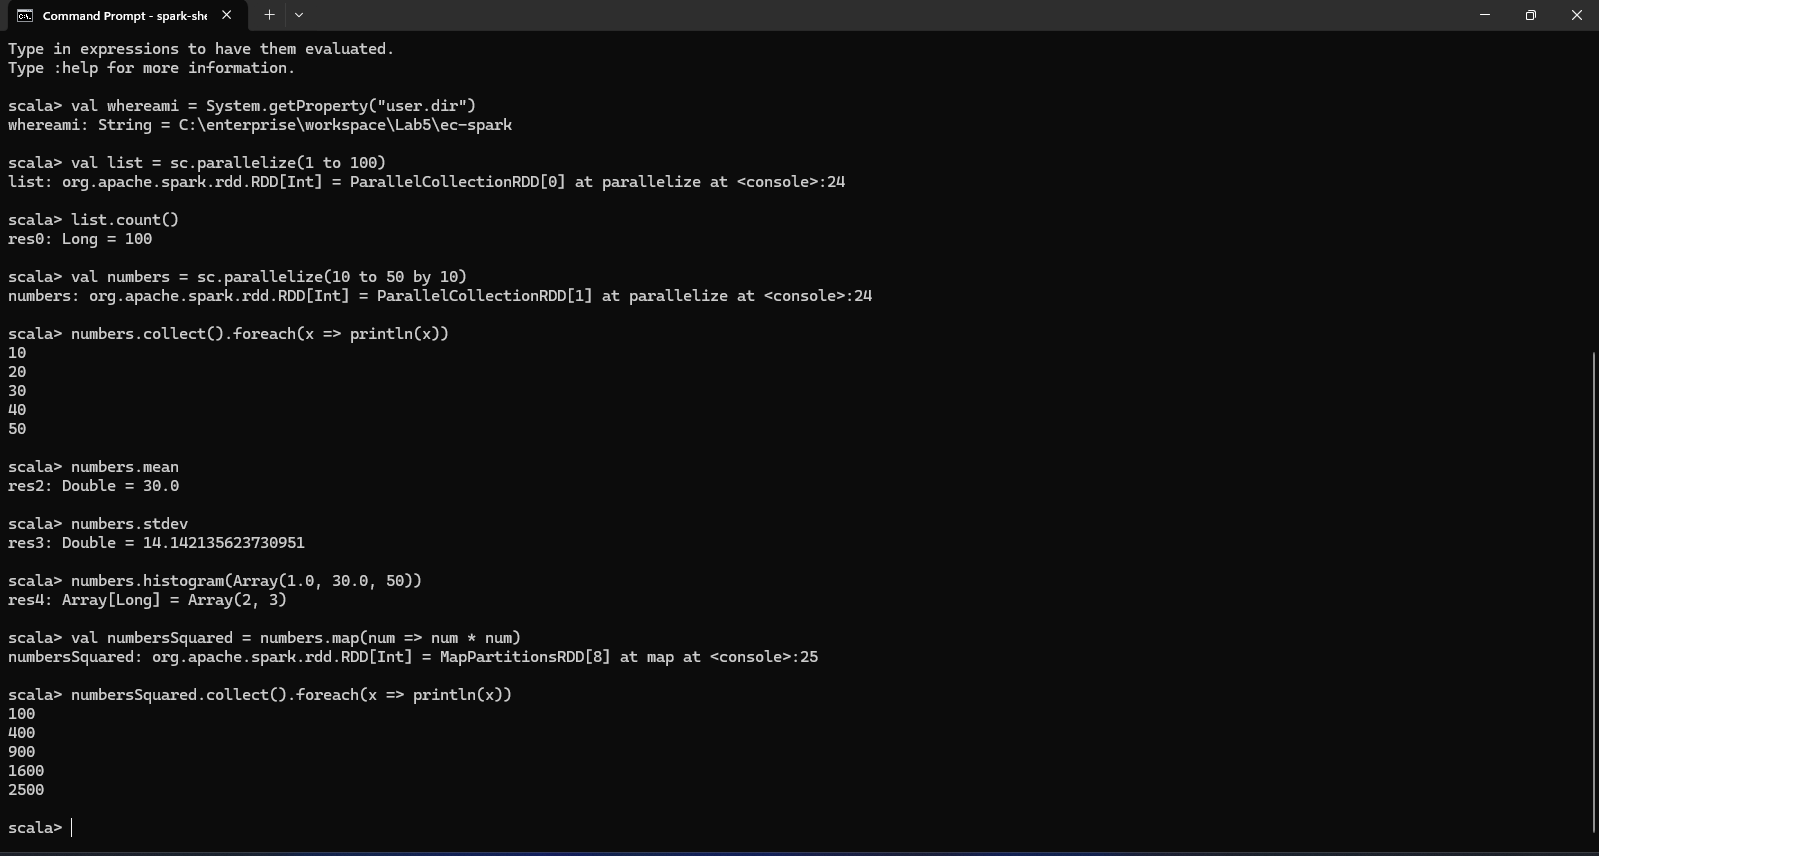 Command Prompt - spark-she
Type in expressions to have them evaluated.
Type :help for more information.
scala> val whereami = System.getProperty("user.dir")
whereami: String = C:\enterprise\workspace\Lab5\ec-spark
scala> val list = sc.parallelize(1 to 100)
list: org.apache.spark.rdd.RDD[Int] = ParallelCollectionRDD[0] at parallelize at <console>:24
scala> list.count()
res0: Long = 100
scala> val numbers = sc.parallelize(10 to 50 by 10)
numbers: org.apache.spark.rdd.RDD[Int] = ParallelCollectionRDD[1] at parallelize at <console>:24
scala> numbers.collect().foreach(x => println(x))
10
20
30
40
50
scala> numbers.mean
res2: Double = 30.0
scala> numbers.stdev
res3: Double = 14.142135623730951
scala> numbers.histogram(Array(1.0, 30.0, 50))
res4: Array[Long] = Array(2, 3)
scala> val numbersSquared = numbers.map(num => num * num)
numbersSquared: org.apache.spark.rdd.RDD[Int] = MapPartitionsRDD[8] at map at <console>:25
scala> numbersSquared.collect().foreach(x => println(x))
100
400
900
1600
2500
scala>